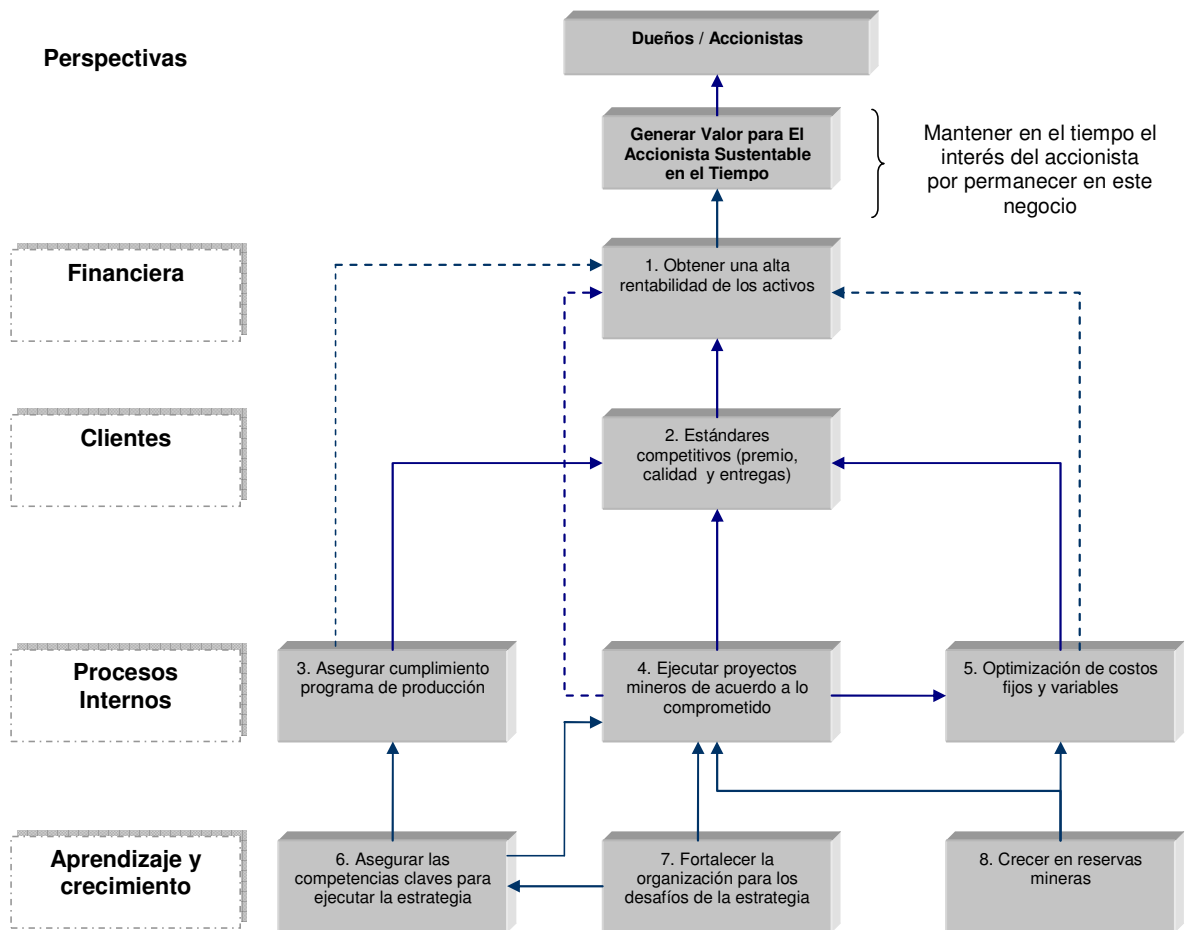 Perspectivas
Dueños / Accionistas
Generar Valor para El
Accionista Sustentable
en el Tiempo
Mantener en el tiempo el
interés del accionista
por permanecer en este
negocio
Financiera
1. Obtener una alta
rentabilidad de los activos
Clientes
2. Estándares
competitivos (premio,
calidad y entregas)
Procesos
Internos
3. Asegurar cumplimiento
programa de producción
4. Ejecutar proyectos
mineros de acuerdo a lo
comprometido
5. Optimización de costos
fijos y variables
Aprendizaje y
crecimiento
6. Asegurar las
competencias claves para
ejecutar la estrategia
7. Fortalecer la
organización para los
desafíos de la estrategia
8. Crecer en reservas
mineras